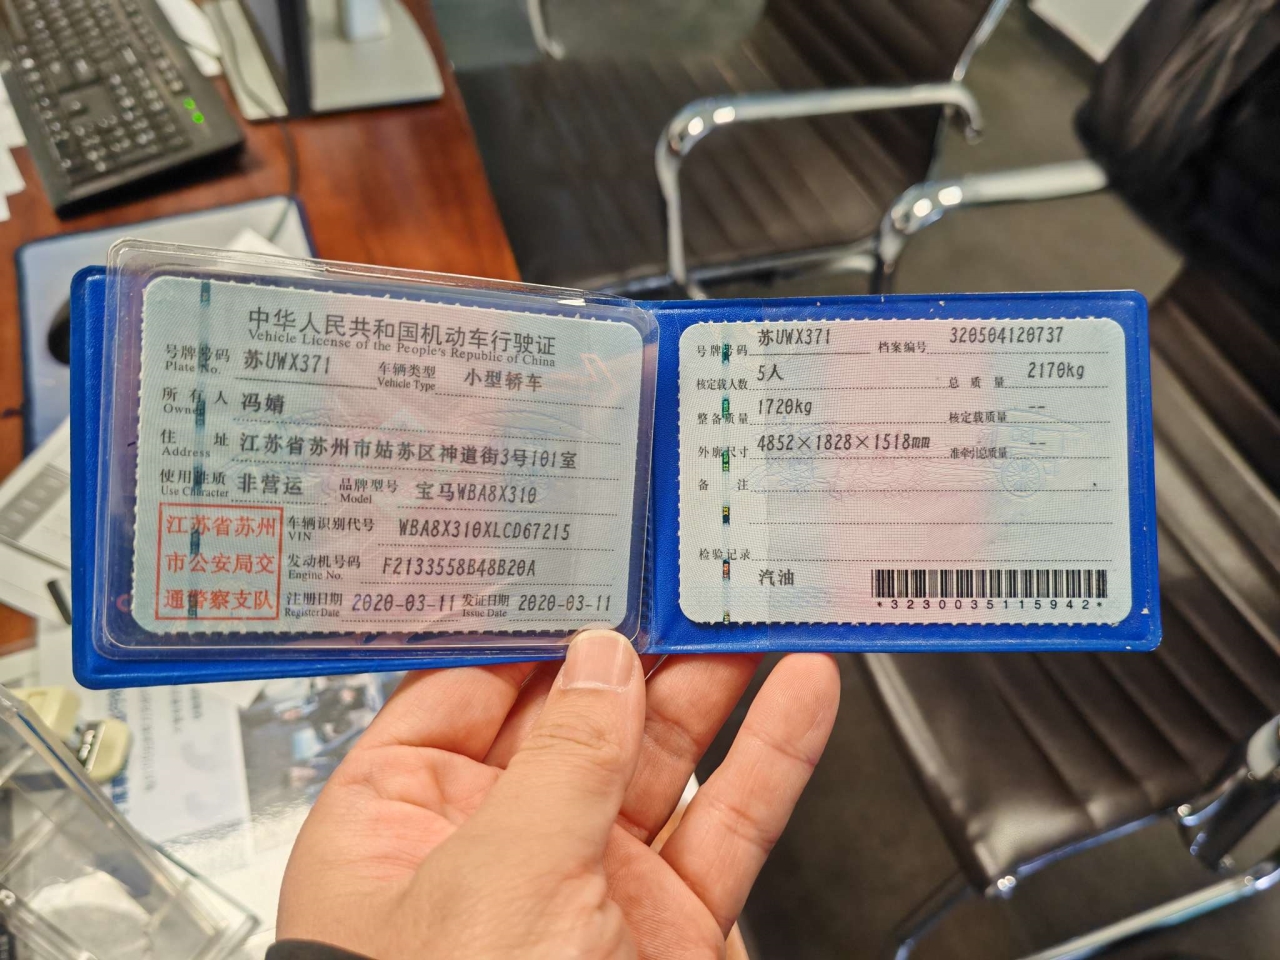 中华人民共和国机动车行驶证
Vehicle License of the People's Republic of China
号牌号码 苏UWX371 车辆类型 小型轿车
Plate No. Vehicle Type
所有人 冯婧
Owner
住址 江苏省苏州市姑苏区神道街3号101室
Address
使用性质 非营运 品牌型号 宝马WBA8X310
Use Character Model
江苏省苏州
市公安局交
通警察支队
车辆识别代号 WBA8X310XLCD67215
VIN
发动机号码 F2133558B48B20A
Engine No.
注册日期 2020-03-11 发证日期 2020-03-11
Register Date Issue Date
号牌号码 苏UWX371 档案编号 320504120737
核定载人数 5人 总质量 2170kg
整备质量 1720kg 核定载质量 --
外廓尺寸 4852×1828×1518mm 准牵引总质量 --
备注
检验记录
汽油
*3230035115942*